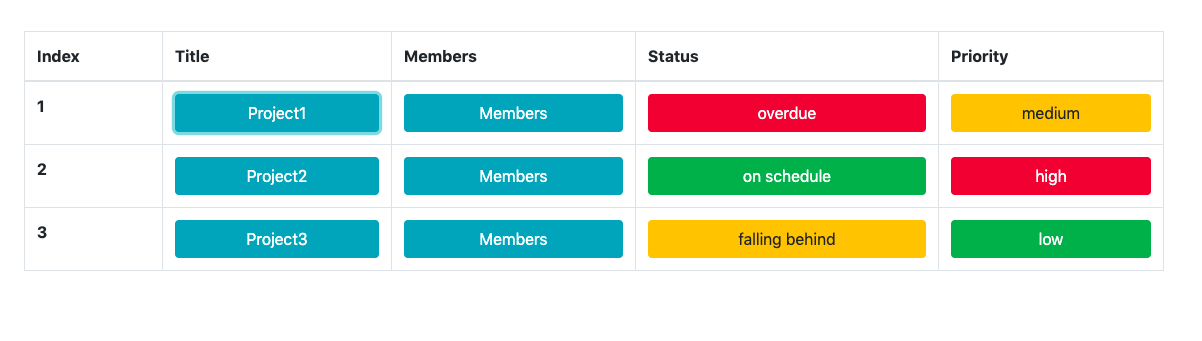 Index Title Members Status Priority
1 Project1 Members overdue medium
2 Project2 Members on schedule high
3 Project3 Members falling behind low